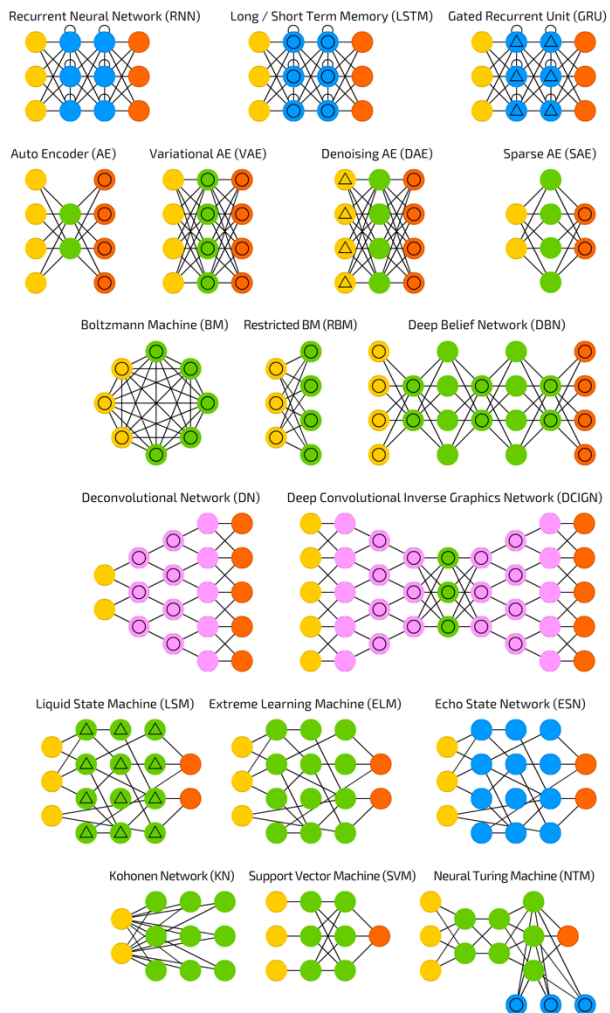 Recurrent Neural Network (RNN)
Long / Short Term Memory (LSTM)
Gated Recurrent Unit (GRU)
Auto Encoder (AE)
Variational AE (VAE)
Denoising AE (DAE)
Sparse AE (SAE)
Boltzmann Machine (BM)
Restricted BM (RBM)
Deep Belief Network (DBN)
Deconvolutional Network (DN)
Deep Convolutional Inverse Graphics Network (DCIGN)
Liquid State Machine (LSM)
Extreme Learning Machine (ELM)
Echo State Network (ESN)
Kohonen Network (KN)
Support Vector Machine (SVM)
Neural Turing Machine (NTM)